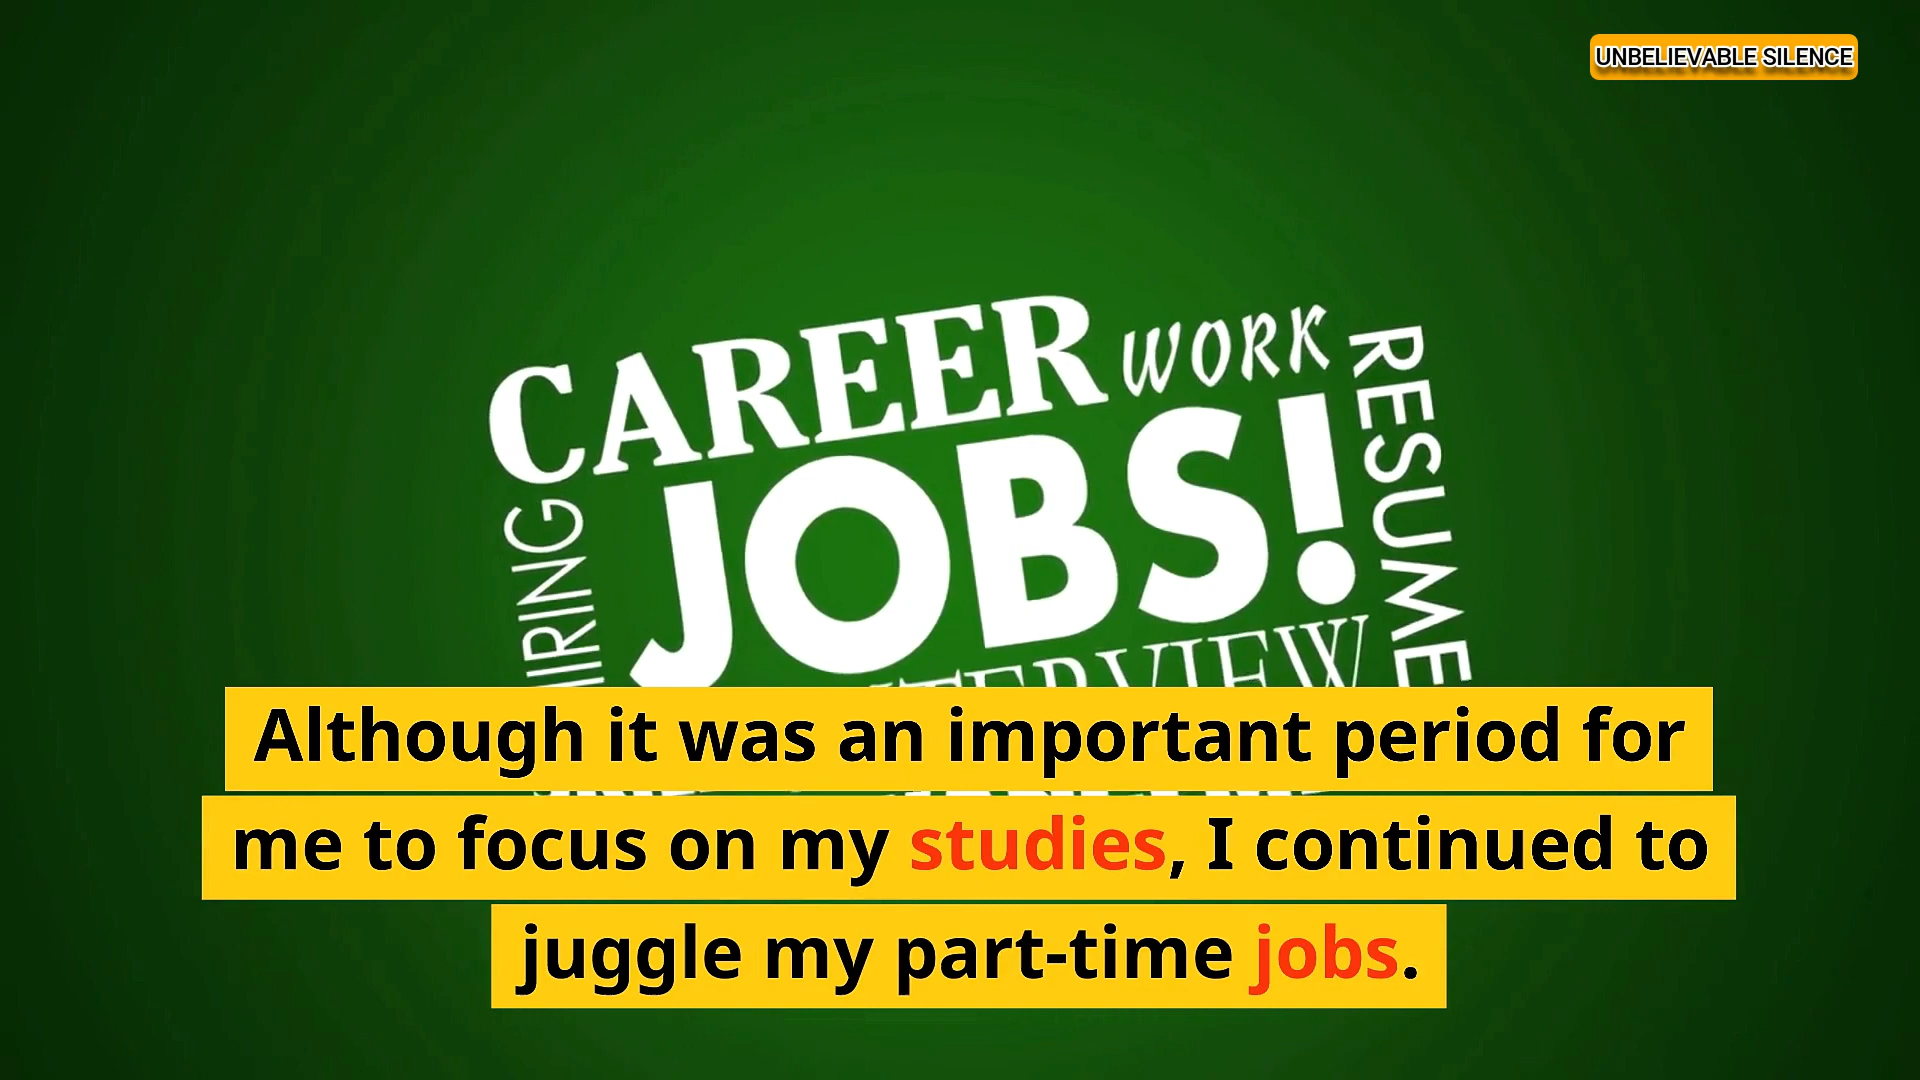 UNBELIEVABLE SILENCE
CAREER WORK
RESUME
JOBS!
Although it was an important period for
me to focus on my studies, I continued to
juggle my part-time jobs.